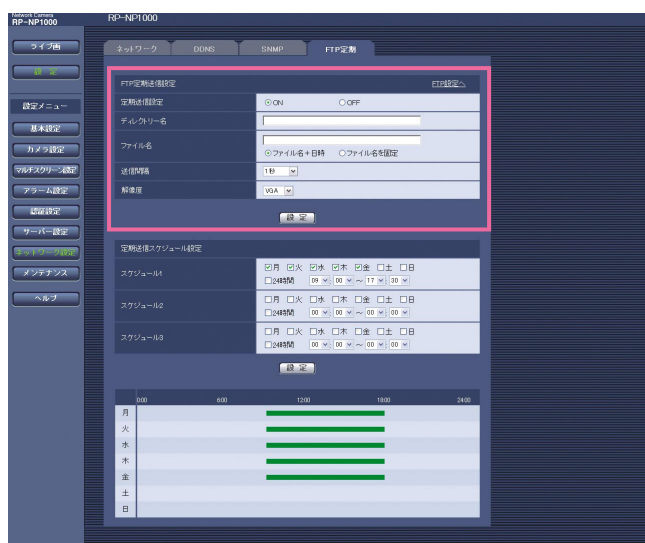 Network Camera
RP-NP1000
RP-NP1000
ライブ画
設 定
設定メニュー
基本設定
カメラ設定
マルチスクリーン設定
アラーム設定
認証設定
サーバー設定
ネットワーク設定
メンテナンス
ヘルプ
ネットワーク DDNS SNMP FTP定期
FTP定期送信設定 FTP設定へ
定期送信設定 ON OFF
ディレクトリー名
ファイル名
ファイル名+日時 ファイル名を固定
送信間隔 1秒
解像度 VGA
設 定
定期送信スケジュール設定
スケジュール1 月 火 水 木 金 土 日
24時間 09 : 00 ~ 17 : 30
スケジュール2 月 火 水 木 金 土 日
24時間 00 : 00 ~ 00 : 00
スケジュール3 月 火 水 木 金 土 日
24時間 00 : 00 ~ 00 : 00
設 定
0:00 6:00 12:00 18:00 24:00
月
火
水
木
金
土
日